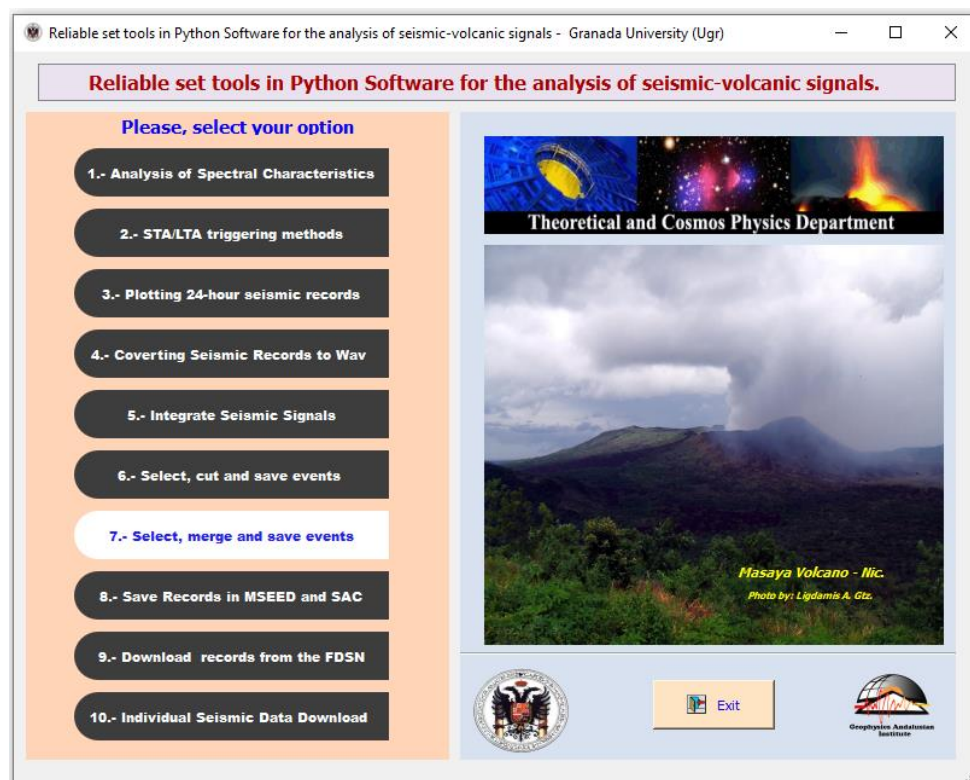 Reliable set tools in Python Software for the analysis of seismic-volcanic signals - Granada University (Ugr)
Reliable set tools in Python Software for the analysis of seismic-volcanic signals.
Please, select your option
1.- Analysis of Spectral Characteristics
2.- STA/LTA triggering methods
3.- Plotting 24-hour seismic records
4.- Coverting Seismic Records to Wav
5.- Integrate Seismic Signals
6.- Select, cut and save events
7.- Select, merge and save events
8.- Save Records in MSEED and SAC
9.- Download records from the FDSN
10.- Individual Seismic Data Download
Theoretical and Cosmos Physics Department
Masaya Volcano - Nic.
Photo by: Ligdamis A. Gtz.
Exit
Geophysics Andalusian
Institute